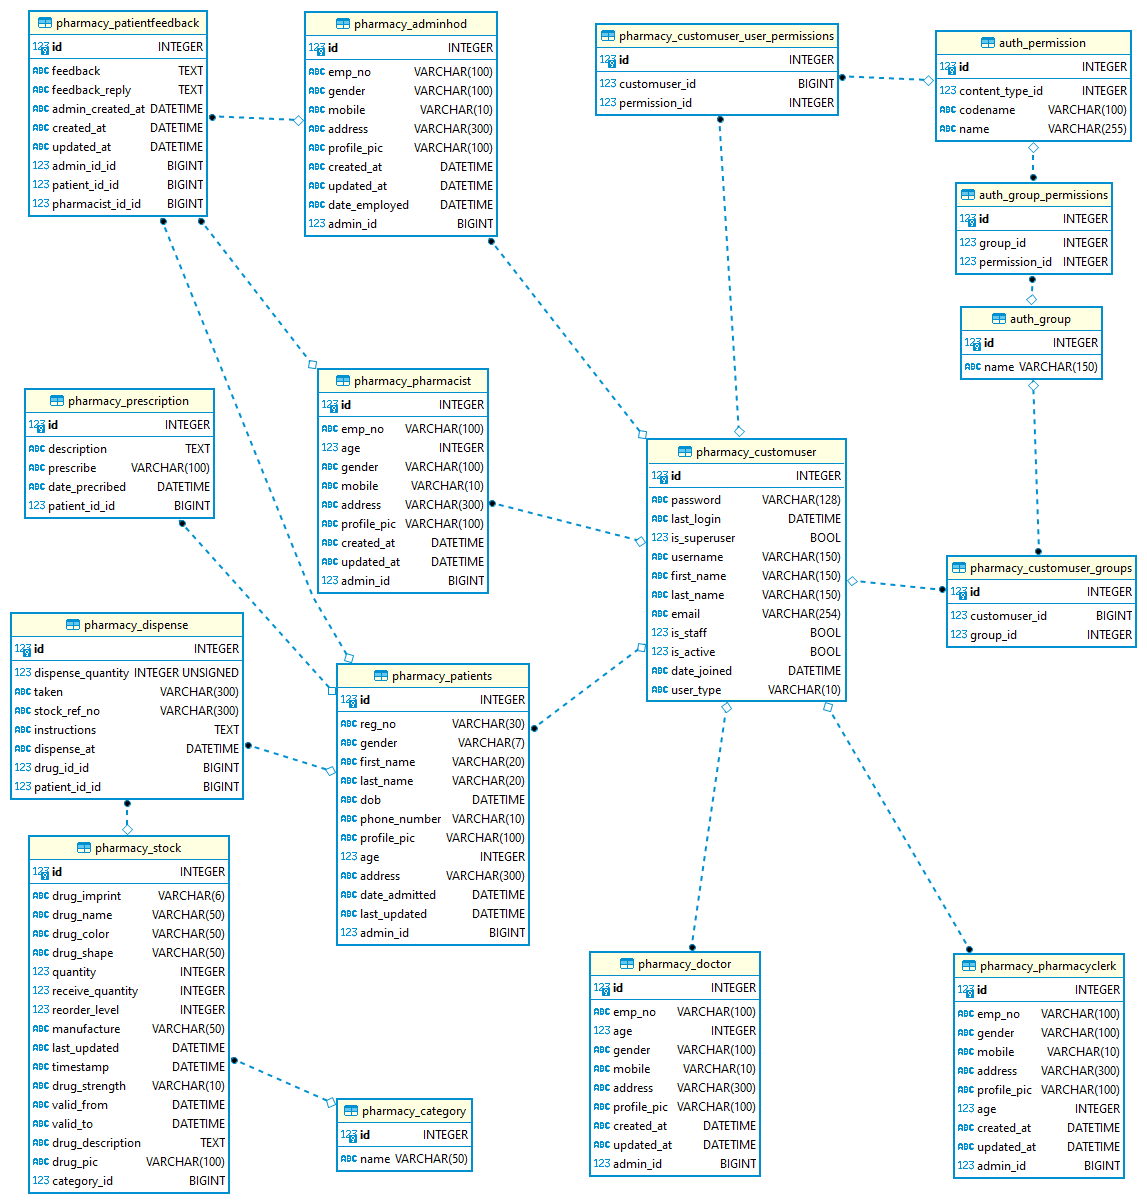 pharmacy_patientfeedback
id INTEGER
feedback TEXT
feedback_reply TEXT
admin_created_at DATETIME
created_at DATETIME
updated_at DATETIME
admin_id_id BIGINT
patient_id_id BIGINT
pharmacist_id_id BIGINT
pharmacy_adminhod
id INTEGER
emp_no VARCHAR(100)
gender VARCHAR(100)
mobile VARCHAR(10)
address VARCHAR(300)
profile_pic VARCHAR(100)
created_at DATETIME
updated_at DATETIME
date_employed DATETIME
admin_id BIGINT
pharmacy_customuser_user_permissions
id INTEGER
customuser_id BIGINT
permission_id INTEGER
auth_permission
id INTEGER
content_type_id INTEGER
codename VARCHAR(100)
name VARCHAR(255)
auth_group_permissions
id INTEGER
group_id INTEGER
permission_id INTEGER
auth_group
id INTEGER
name VARCHAR(150)
pharmacy_prescription
id INTEGER
description TEXT
prescribe VARCHAR(100)
date_precribed DATETIME
patient_id_id BIGINT
pharmacy_pharmacist
id INTEGER
emp_no VARCHAR(100)
age INTEGER
gender VARCHAR(100)
mobile VARCHAR(10)
address VARCHAR(300)
profile_pic VARCHAR(100)
created_at DATETIME
updated_at DATETIME
admin_id BIGINT
pharmacy_customuser
id INTEGER
password VARCHAR(128)
last_login DATETIME
is_superuser BOOL
username VARCHAR(150)
first_name VARCHAR(150)
last_name VARCHAR(150)
email VARCHAR(254)
is_staff BOOL
is_active BOOL
date_joined DATETIME
user_type VARCHAR(10)
pharmacy_customuser_groups
id INTEGER
customuser_id BIGINT
group_id INTEGER
pharmacy_dispense
id INTEGER
dispense_quantity INTEGER UNSIGNED
taken VARCHAR(300)
stock_ref_no VARCHAR(300)
instructions TEXT
dispense_at DATETIME
drug_id_id BIGINT
patient_id_id BIGINT
pharmacy_patients
id INTEGER
reg_no VARCHAR(30)
gender VARCHAR(7)
first_name VARCHAR(20)
last_name VARCHAR(20)
dob DATETIME
phone_number VARCHAR(10)
profile_pic VARCHAR(100)
age INTEGER
address VARCHAR(300)
date_admitted DATETIME
last_updated DATETIME
admin_id BIGINT
pharmacy_stock
id INTEGER
drug_imprint VARCHAR(6)
drug_name VARCHAR(50)
drug_color VARCHAR(50)
drug_shape VARCHAR(50)
quantity INTEGER
receive_quantity INTEGER
reorder_level INTEGER
manufacture VARCHAR(50)
last_updated DATETIME
timestamp DATETIME
drug_strength VARCHAR(10)
valid_from DATETIME
valid_to DATETIME
drug_description TEXT
drug_pic VARCHAR(100)
category_id BIGINT
pharmacy_category
id INTEGER
name VARCHAR(50)
pharmacy_doctor
id INTEGER
emp_no VARCHAR(100)
age INTEGER
gender VARCHAR(100)
mobile VARCHAR(10)
address VARCHAR(300)
profile_pic VARCHAR(100)
created_at DATETIME
updated_at DATETIME
admin_id BIGINT
pharmacy_pharmacyclerk
id INTEGER
emp_no VARCHAR(100)
gender VARCHAR(100)
mobile VARCHAR(10)
address VARCHAR(300)
profile_pic VARCHAR(100)
age INTEGER
created_at DATETIME
updated_at DATETIME
admin_id BIGINT